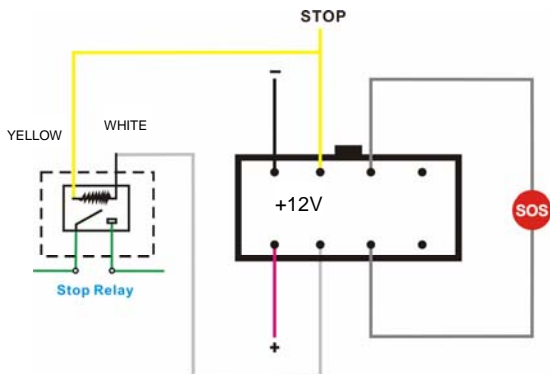 STOP
−
YELLOW
WHITE
+12V
SOS
Stop Relay
+